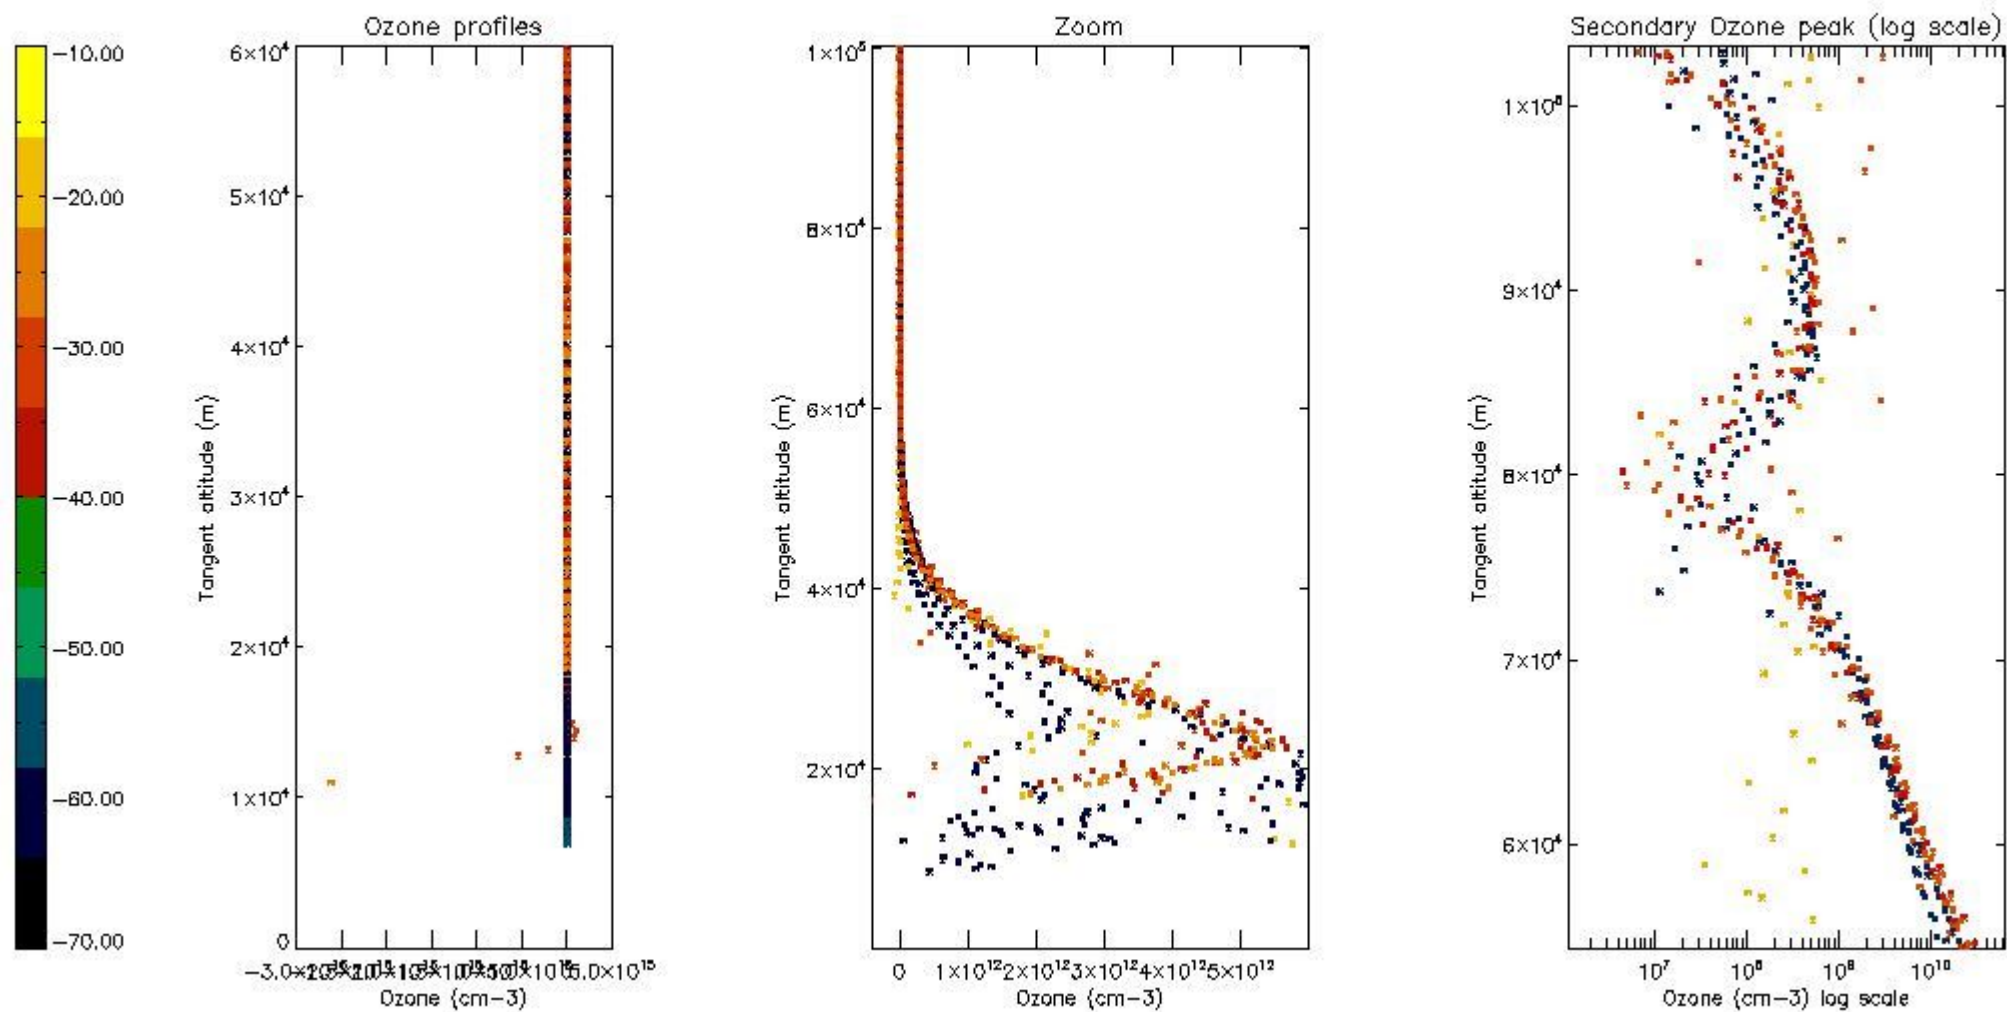 Ozone profiles
Zoom
Secondary Ozone peak (log scale)
-10.00
-20.00
-30.00
-40.00
-50.00
-60.00
-70.00
6×10⁴
5×10⁴
4×10⁴
3×10⁴
2×10⁴
1×10⁴
0
Tangent altitude (m)
5.0×10¹⁵
Ozone (cm-3)
1×10⁵
8×10⁴
6×10⁴
4×10⁴
2×10⁴
Tangent altitude (m)
0 1×10¹² 2×10¹² 3×10¹² 4×10¹² 5×10¹²
Ozone (cm-3)
9×10⁴
8×10⁴
7×10⁴
6×10⁴
Tangent altitude (m)
10⁷ 10⁸ 10⁹ 10¹⁰
Ozone (cm-3) log scale